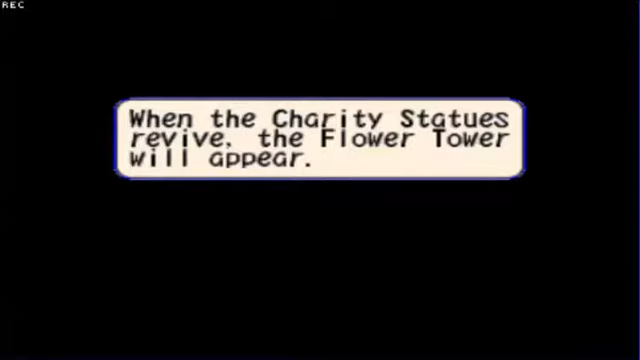 REC
When the Charity Statues
revive, the Flower Tower
will appear.